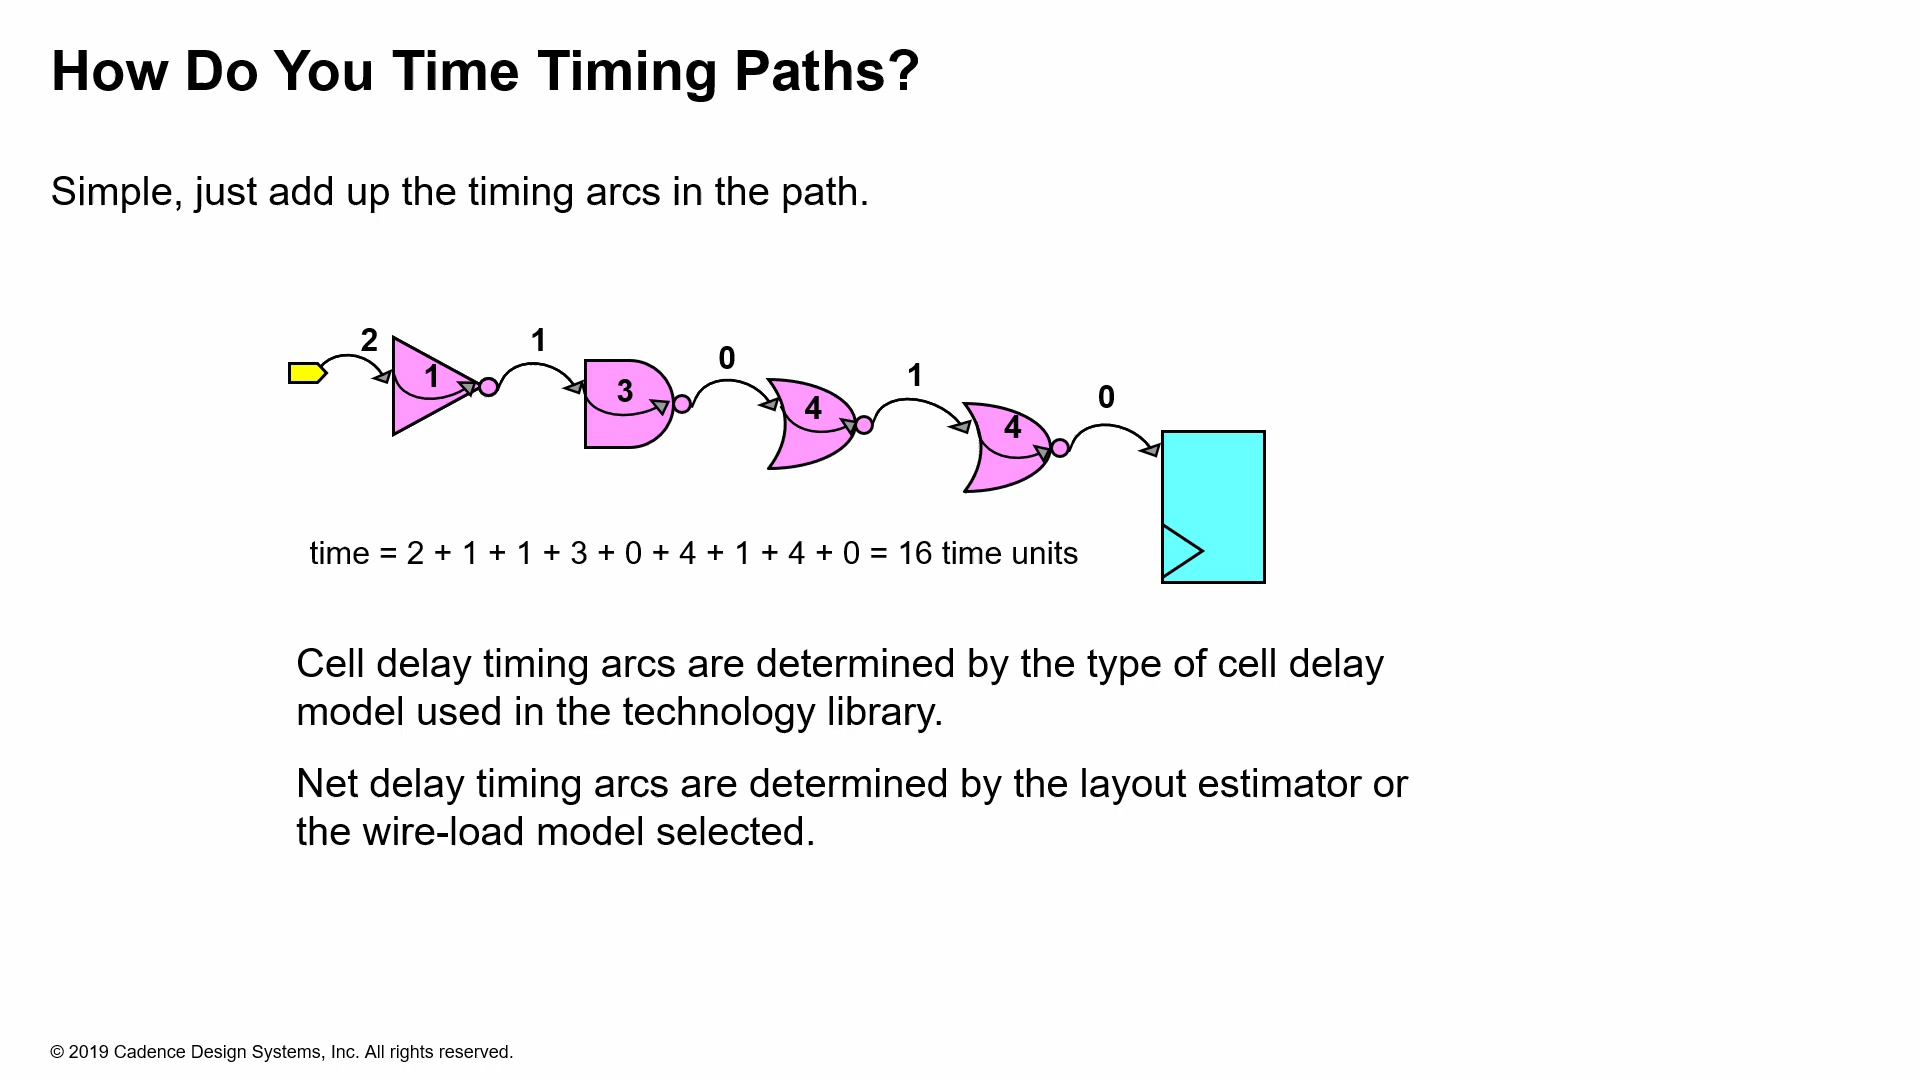 How Do You Time Timing Paths?
Simple, just add up the timing arcs in the path.
2
1
1
3
0
4
1
4
0
time = 2 + 1 + 1 + 3 + 0 + 4 + 1 + 4 + 0 = 16 time units
Cell delay timing arcs are determined by the type of cell delay
model used in the technology library.
Net delay timing arcs are determined by the layout estimator or
the wire-load model selected.
© 2019 Cadence Design Systems, Inc. All rights reserved.